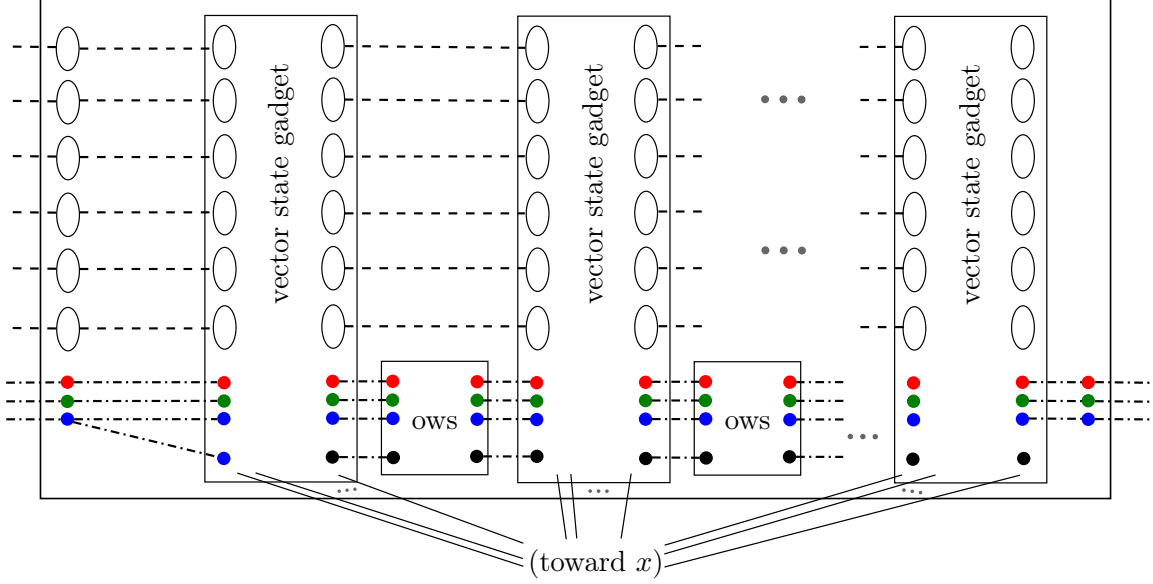 vector state gadget
vector state gadget
vector state gadget
ows
ows
(toward x)